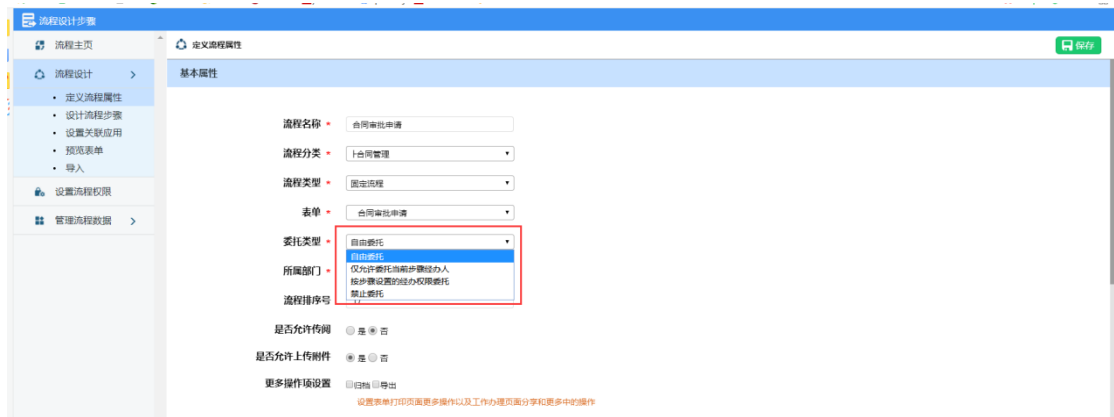 流程设计步骤
流程主页
定义流程属性
保存
流程设计
基本属性
定义流程属性
设计流程步骤
设置关联应用
预览表单
导入
设置流程权限
管理流程数据
流程名称 * 合同审批申请
流程分类 * ├合同管理
流程类型 * 固定流程
表单 * 合同审批申请
委托类型 * 自由委托
自由委托
仅允许委托当前步骤经办人
按步骤设置的经办权限委托
禁止委托
所属部门 *
流程排序号
是否允许传阅 是 否
是否允许上传附件 是 否
更多操作项设置 归档 导出
设置表单打印页面更多操作以及工作办理页面分享和更多中的操作